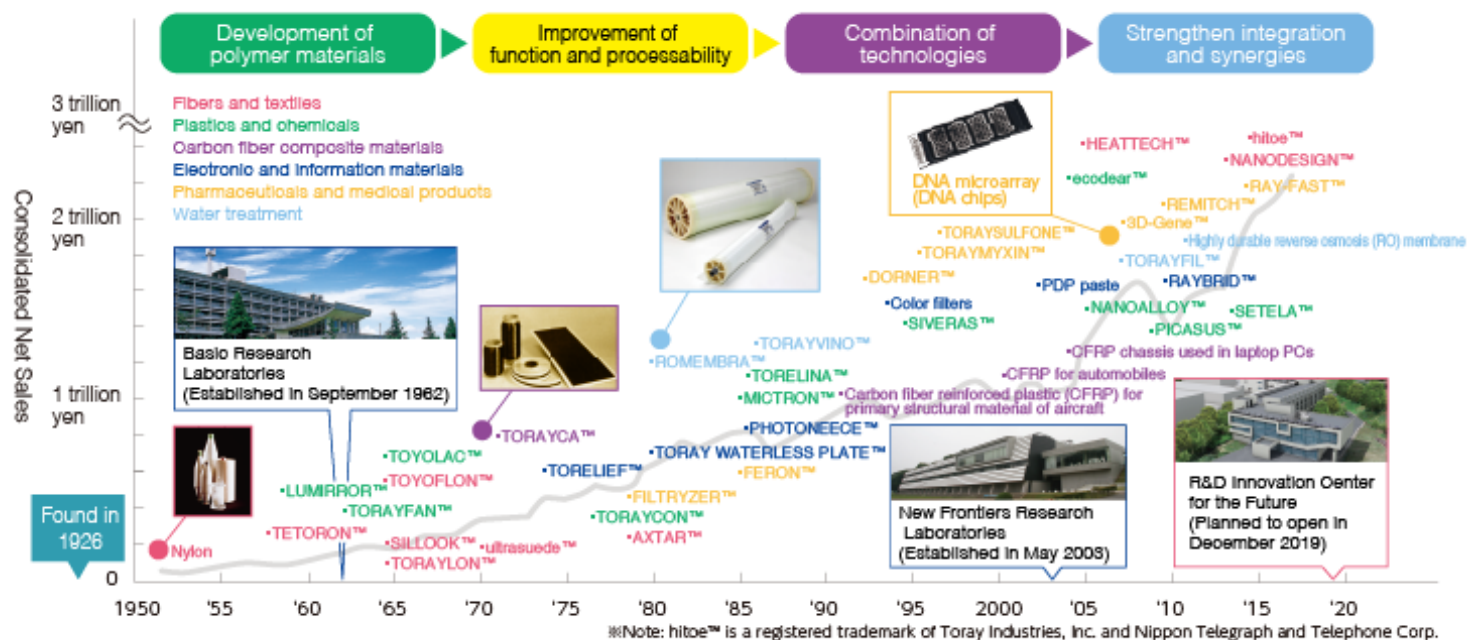 Development of
polymer materials
Improvement of
function and processability
Combination of
technologies
Strengthen integration
and synergies
Consolidated Net Sales
3 trillion
yen
2 trillion
yen
1 trillion
yen
0
Fibers and textiles
Plastics and chemicals
Carbon fiber composite materials
Electronic and information materials
Pharmaceuticals and medical products
Water treatment
Basic Research
Laboratories
(Established in September 1962)
Found in
1926
Nylon
LUMIRROR™
TETORON™
TORAYFAN™
TOYOLAC™
TOYOFLON™
SILLOOK™
TORAYLON™
ultrasuede™
TORAYCA™
TORELIEF™
TORAYCON™
FILTRYZER™
AXTAR™
ROMEMBRA™
TORAYVINO™
TORELINA™
MICTRON™
PHOTONEECE™
TORAY WATERLESS PLATE™
FERON™
DNA microarray
(DNA chips)
HEATTECH™
hitoe™
NANODESIGN™
ecodear™
RAY-FAST™
REMITCH™
3D-Gene™
TORAYSULFONE™
TORAYMYXIN™
DORNER™
Highly durable reverse osmosis (RO) membrane
TORAYFIL™
PDP paste
RAYBRID™
Color filters
SIVERAS™
NANOALLOY™
SETELA™
PICASUS™
CFRP chassis used in laptop PCs
CFRP for automobiles
Carbon fiber reinforced plastic (CFRP) for
primary structural material of aircraft
New Frontiers Research
Laboratories
(Established in May 2003)
R&D Innovation Center
for the Future
(Planned to open in
December 2019)
1950 '55 '60 '65 '70 '75 '80 '85 '90 '95 2000 '05 '10 '15 '20
※Note: hitoe™ is a registered trademark of Toray Industries, Inc. and Nippon Telegraph and Telephone Corp.